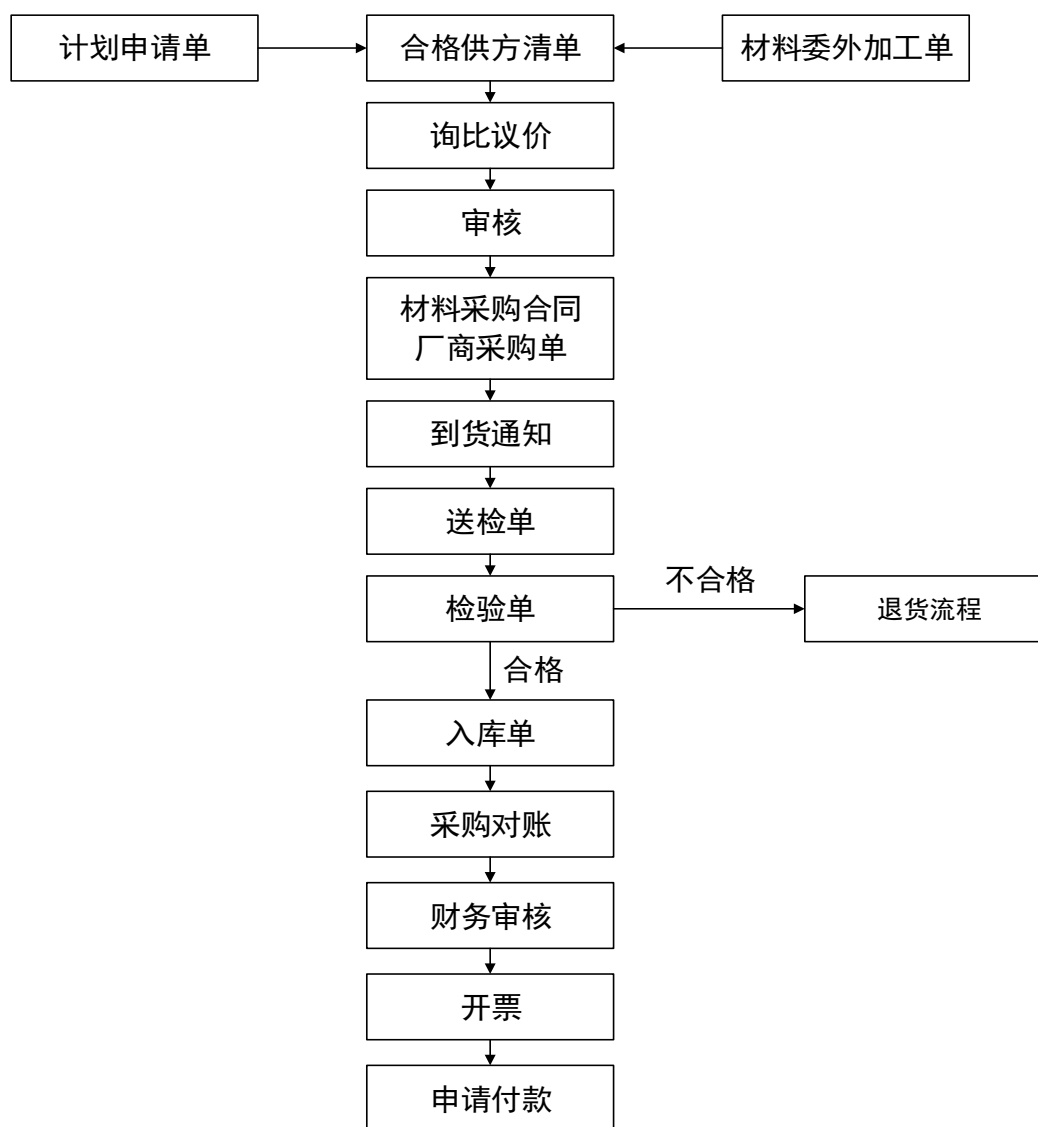 计划申请单
合格供方清单
材料委外加工单
询比议价
审核
材料采购合同
厂商采购单
到货通知
送检单
不合格
检验单
退货流程
合格
入库单
采购对账
财务审核
开票
申请付款